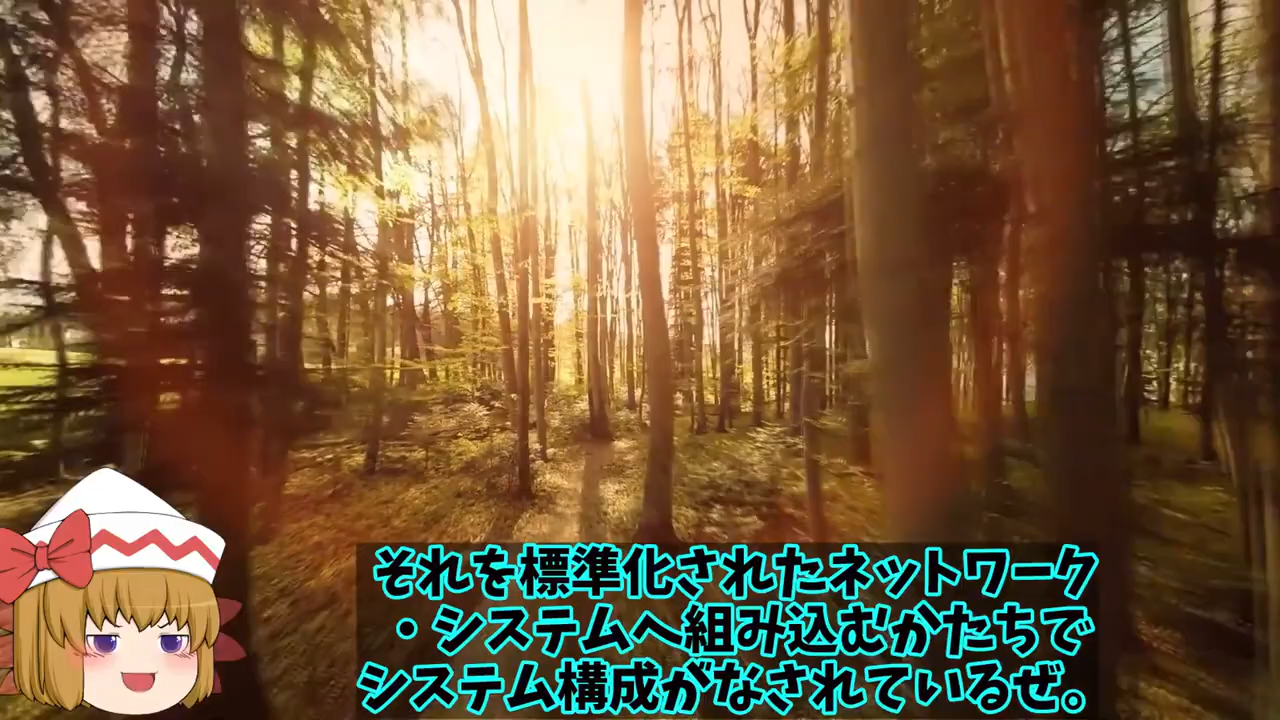 それを標準化されたネットワーク
・システムへ組み込むかたちで
システム構成がなされているぜ。